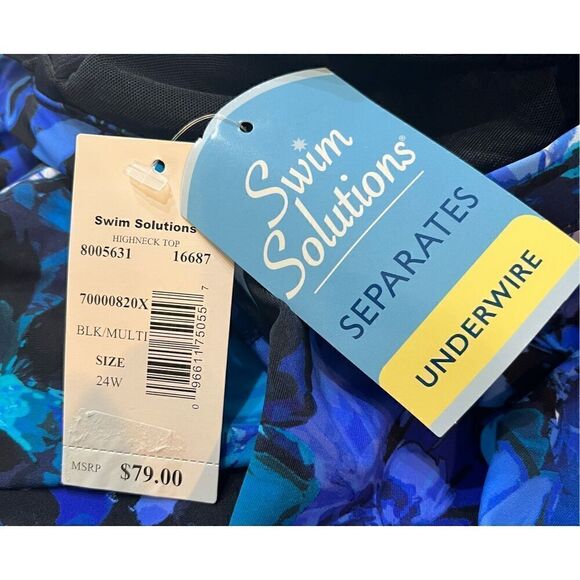 Swim Solutions
HIGHNECK TOP
8005631 16687
70000820X
BLK/MULTI
SIZE
24W
0 96611 75055 7
MSRP $79.00
Swim
Solutions®
SEPARATES
UNDERWIRE